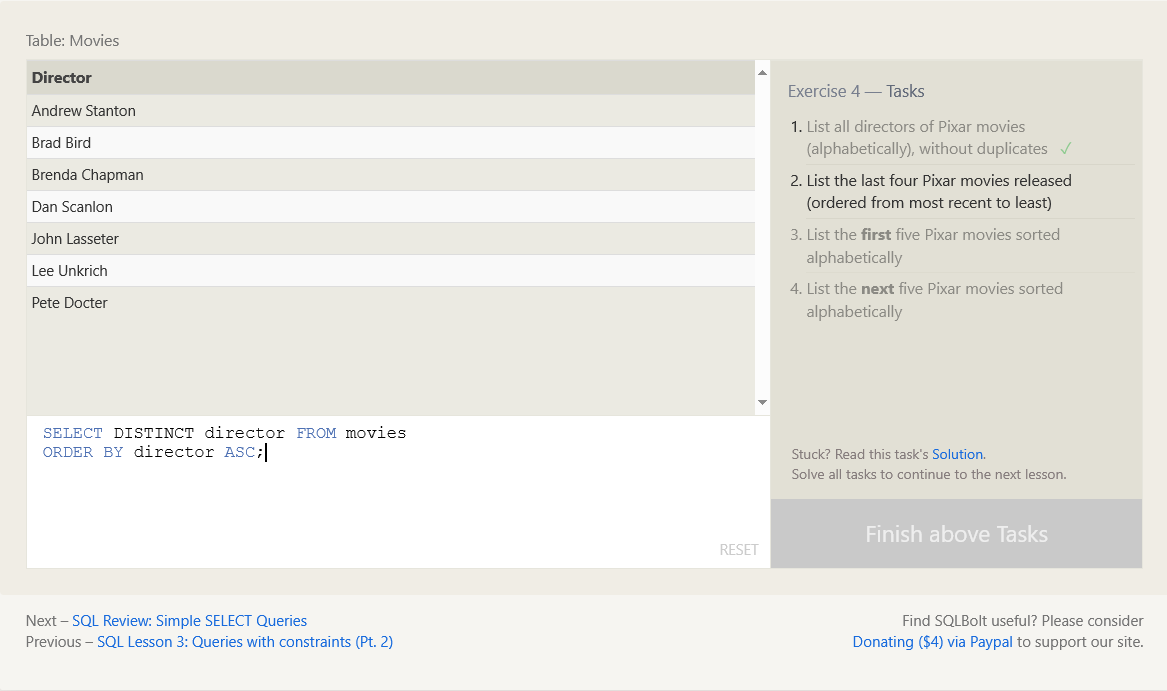 Table: Movies
Director
Andrew Stanton
Brad Bird
Brenda Chapman
Dan Scanlon
John Lasseter
Lee Unkrich
Pete Docter
SELECT DISTINCT director FROM movies
ORDER BY director ASC;
RESET
Exercise 4 — Tasks
1. List all directors of Pixar movies
(alphabetically), without duplicates ✓
2. List the last four Pixar movies released
(ordered from most recent to least)
3. List the first five Pixar movies sorted
alphabetically
4. List the next five Pixar movies sorted
alphabetically
Stuck? Read this task's Solution.
Solve all tasks to continue to the next lesson.
Finish above Tasks
Next – SQL Review: Simple SELECT Queries
Previous – SQL Lesson 3: Queries with constraints (Pt. 2)
Find SQLBolt useful? Please consider
Donating ($4) via Paypal to support our site.